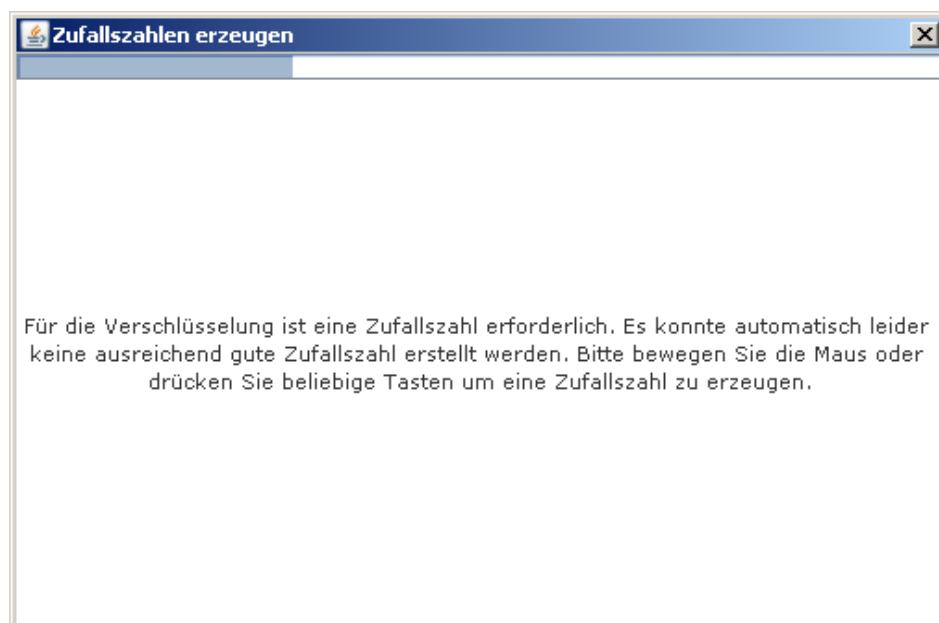 Zufallszahlen erzeugen
Für die Verschlüsselung ist eine Zufallszahl erforderlich. Es konnte automatisch leider
keine ausreichend gute Zufallszahl erstellt werden. Bitte bewegen Sie die Maus oder
drücken Sie beliebige Tasten um eine Zufallszahl zu erzeugen.